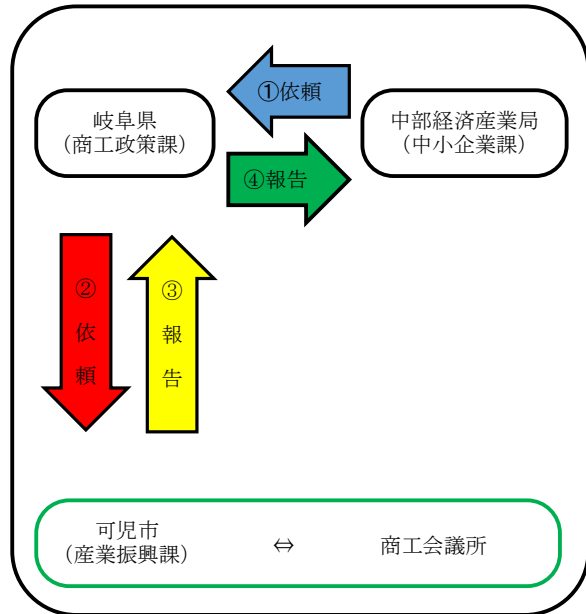 ①依頼
岐阜県
（商工政策課）
中部経済産業局
（中小企業課）
④報告
②
依
頼
③
報
告
可児市
（産業振興課）
⇔
商工会議所